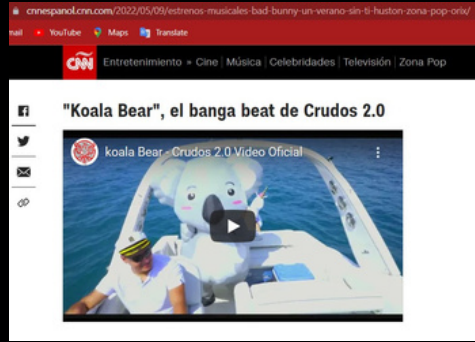 cnnespanol.cnn.com/2022/05/09/estrenos-musicales-bad-bunny-un-verano-sin-ti-huston-zona-pop-orix/
mail YouTube Maps Translate
CNN Entretenimiento » Cine | Música | Celebridades | Televisión | Zona Pop
"Koala Bear", el banga beat de Crudos 2.0
koala Bear - Crudos 2.0 Video Oficial